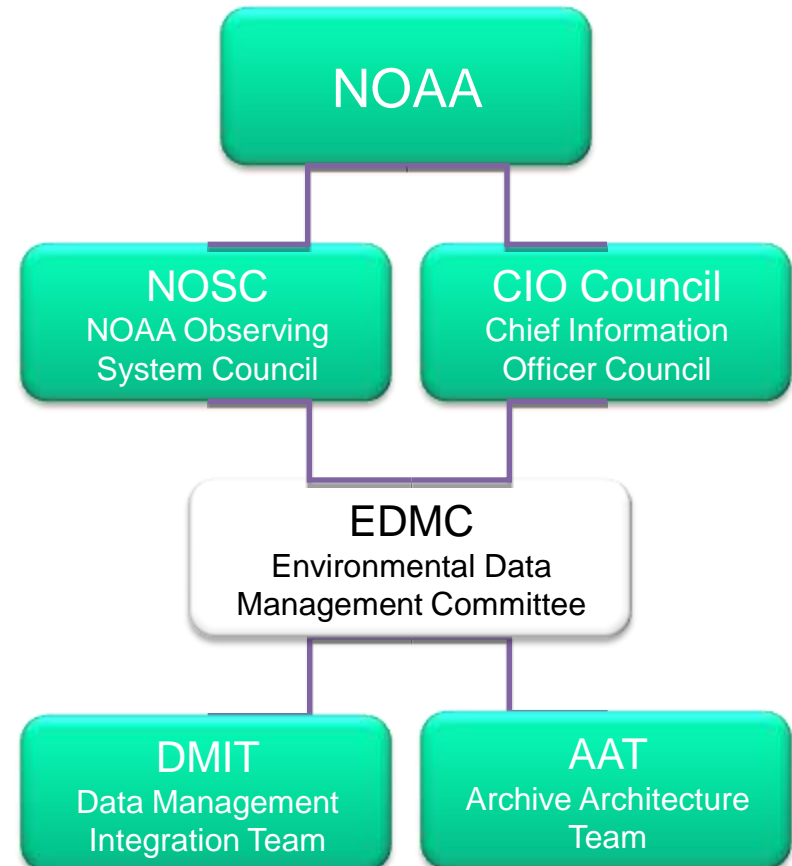 NOAA
NOSC
NOAA Observing
System Council
CIO Council
Chief Information
Officer Council
EDMC
Environmental Data
Management Committee
DMIT
Data Management
Integration Team
AAT
Archive Architecture
Team